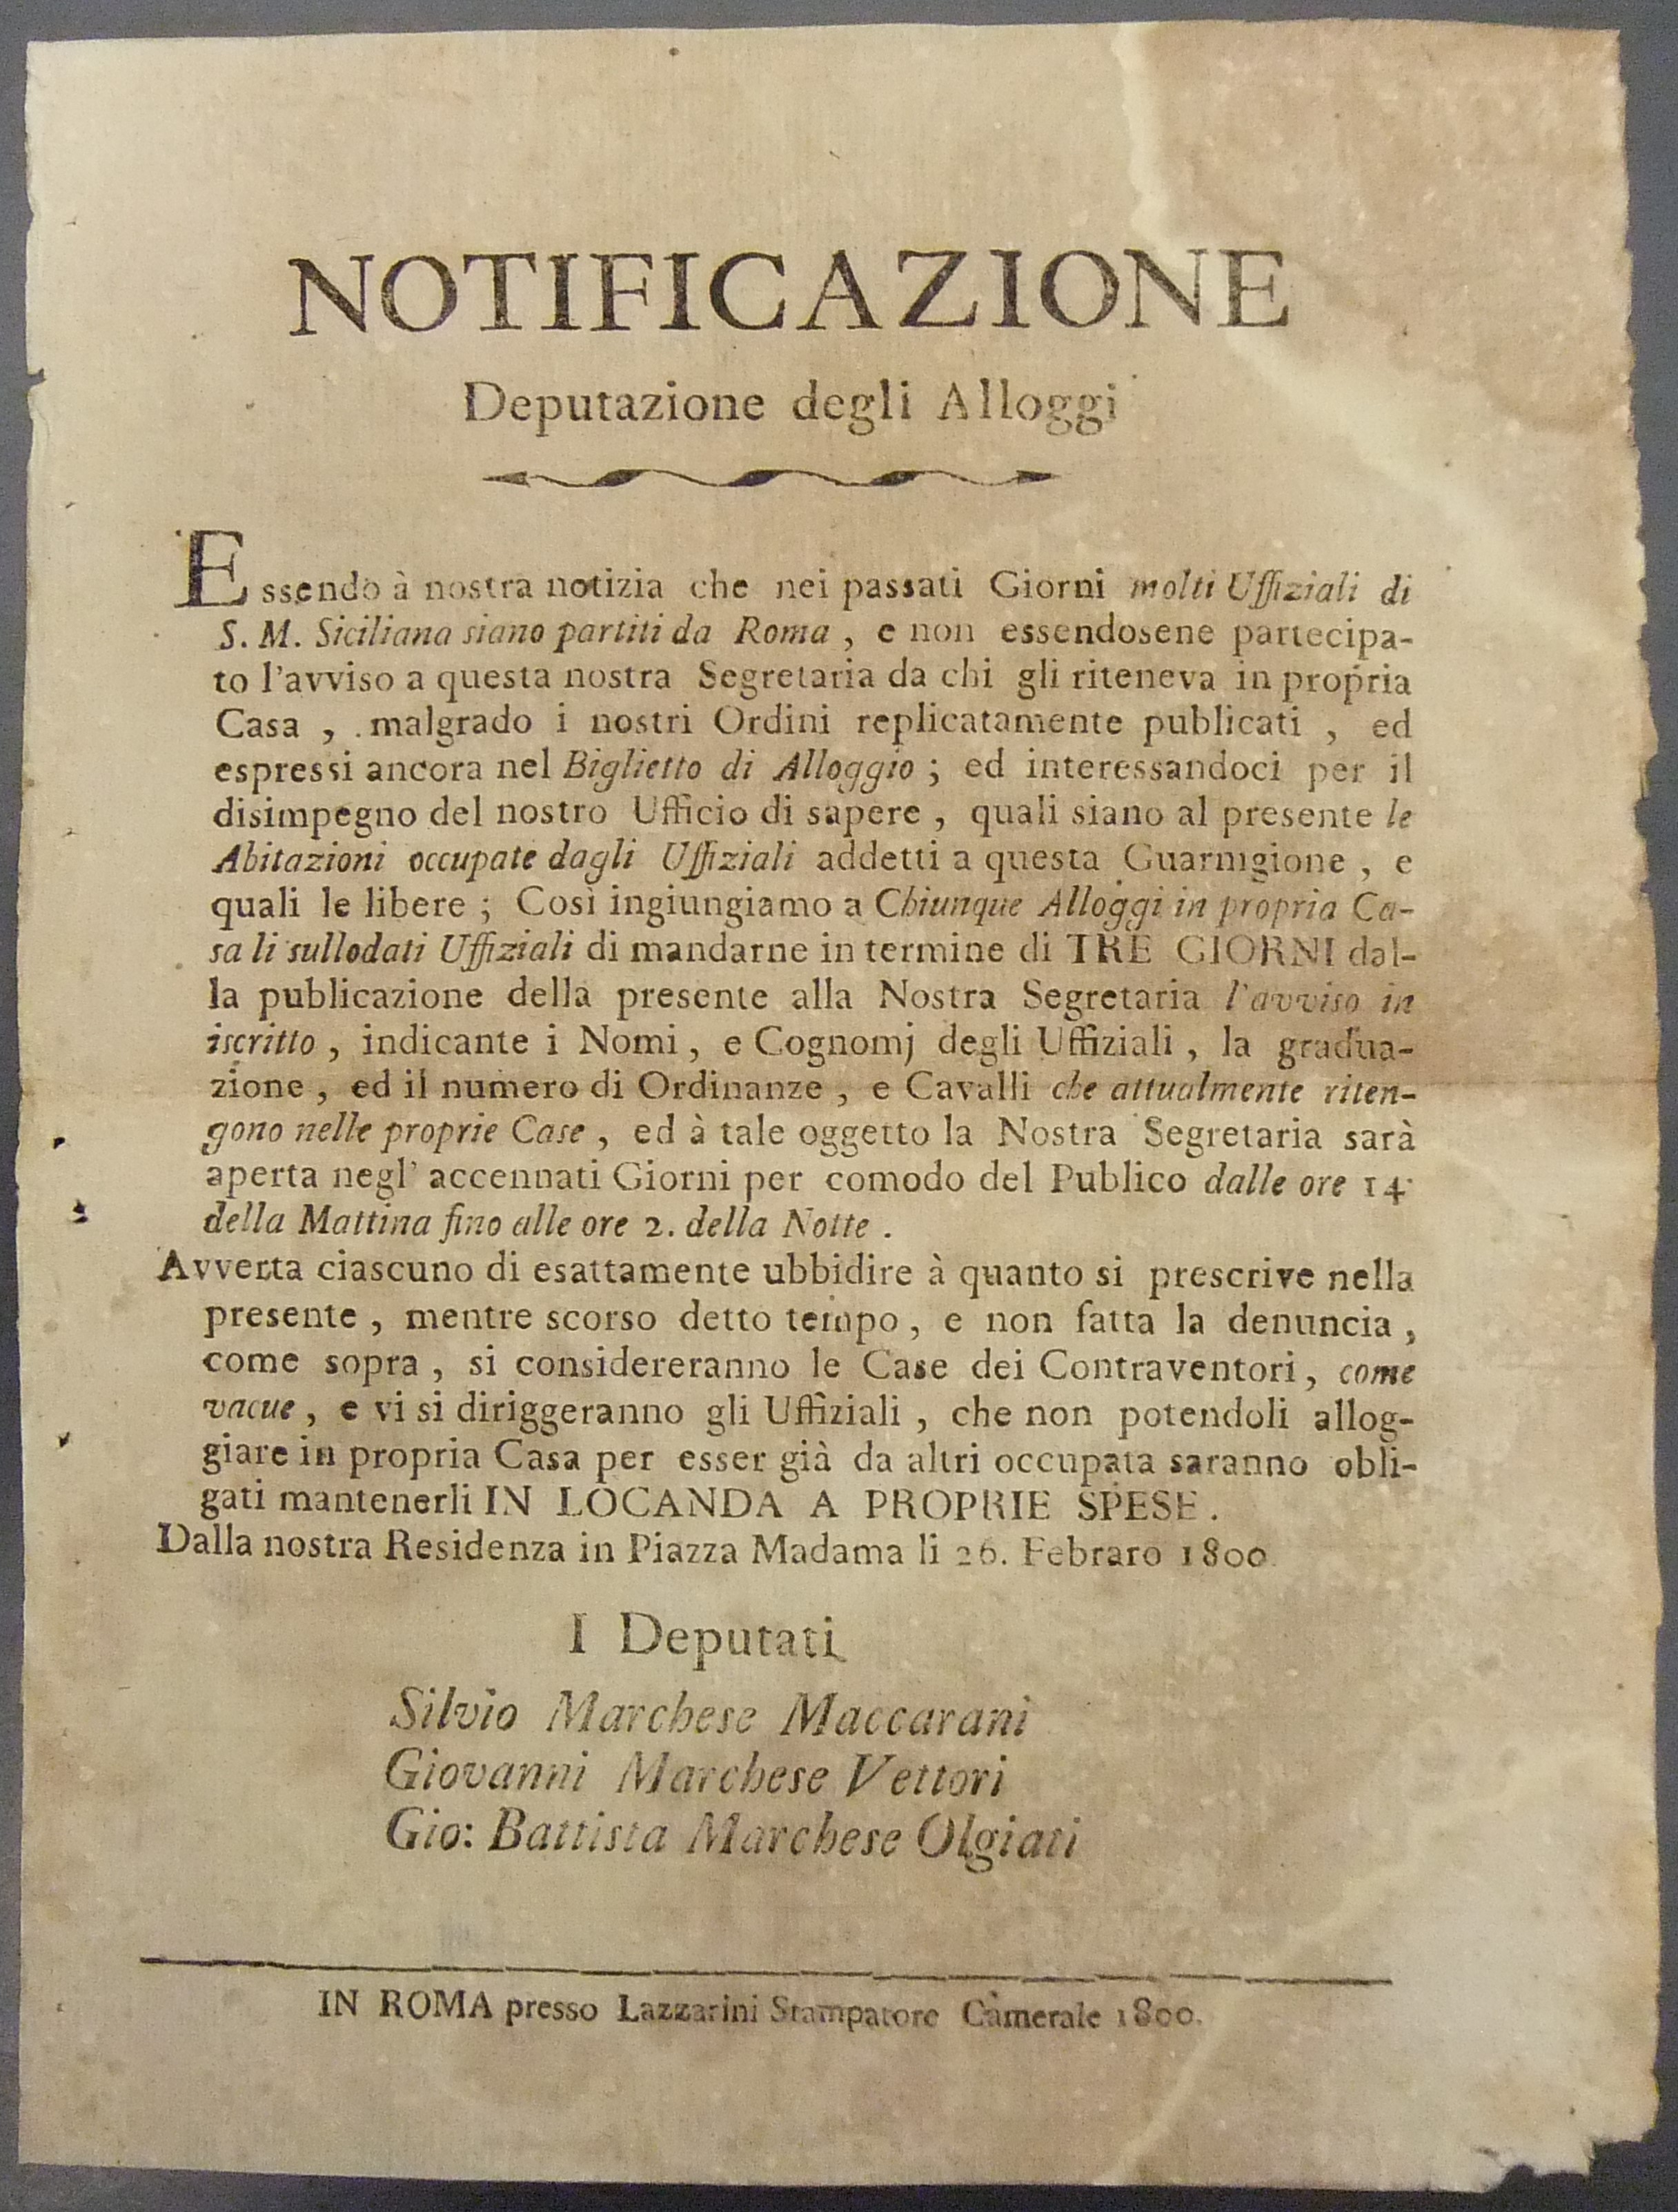 NOTIFICAZIONE
Deputazione degli Alloggi
Essendo à nostra notizia che nei passati Giorni molti Uffiziali di
S. M. Siciliana siano partiti da Roma , e non essendosene partecipa-
to l'avviso a questa nostra Segretaria da chi gli riteneva in propria
Casa , malgrado i nostri Ordini replicatamente publicati , ed
espressi ancora nel Biglietto di Alloggio ; ed interessandoci per il
disimpegno del nostro Ufficio di sapere , quali siano al presente le
Abitazioni occupate dagli Uffiziali addetti a questa Guarnigione , e
quali le libere ; Così ingiungiamo a Chiunque Alloggi in propria Ca-
sa li sullodati Uffiziali di mandarne in termine di TRE GIORNI dal-
la publicazione della presente alla Nostra Segretaria l'avviso in
iscritto , indicante i Nomi , e Cognomj degli Uffiziali , la gradua-
zione , ed il numero di Ordinanze , e Cavalli che attualmente riten-
gono nelle proprie Case , ed à tale oggetto la Nostra Segretaria sarà
aperta negl' accennati Giorni per comodo del Publico dalle ore 14
della Mattina fino alle ore 2. della Notte .
Avverta ciascuno di esattamente ubbidire à quanto si prescrive nella
presente , mentre scorso detto tempo , e non fatta la denuncia ,
come sopra , si considereranno le Case dei Contraventori , come
vacue , e vi si diriggeranno gli Uffiziali , che non potendoli allog-
giare in propria Casa per esser già da altri occupata saranno obli-
gati mantenerli IN LOCANDA A PROPRIE SPESE .
Dalla nostra Residenza in Piazza Madama li 26. Febraro 1800.
I Deputati
Silvio Marchese Maccarani
Giovanni Marchese Vettori
Gio: Battista Marchese Olgiati
IN ROMA presso Lazzarini Stampatore Camerale 1800.